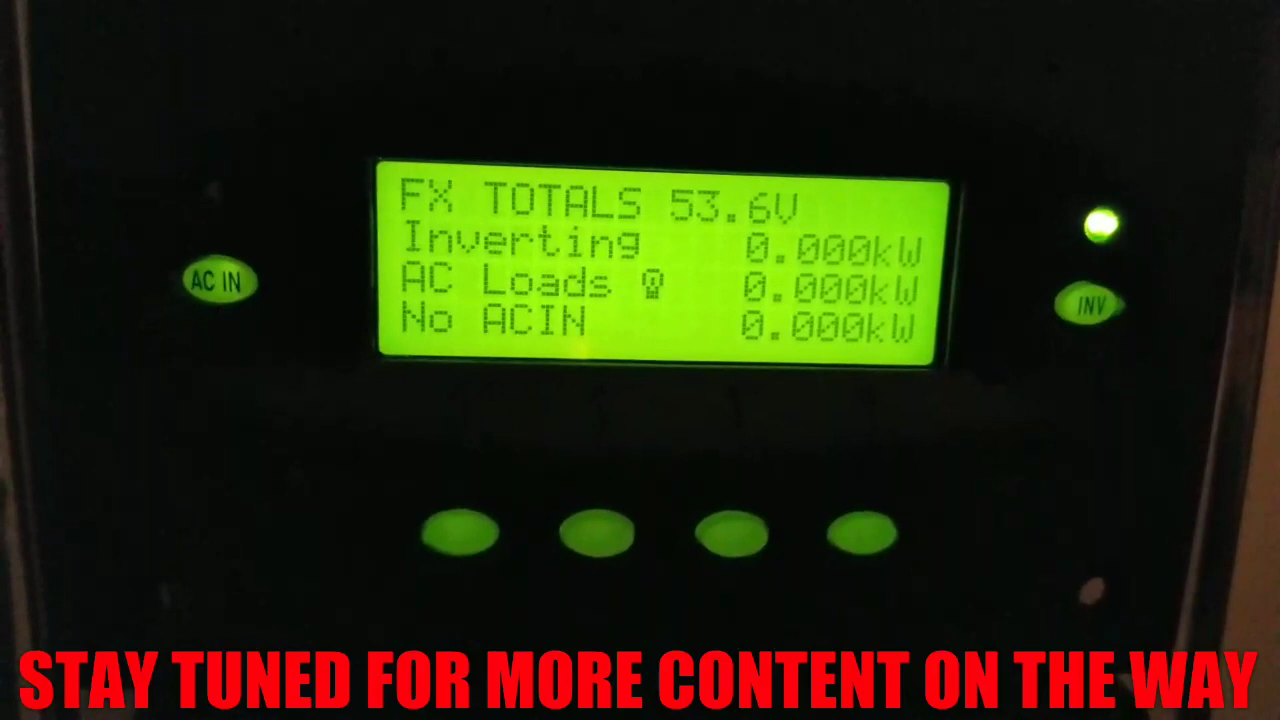 FX TOTALS 53.6V
Inverting 0.000kW
AC Loads 0.000kW
No ACIN 0.000kW
AC IN
INV
STAY TUNED FOR MORE CONTENT ON THE WAY